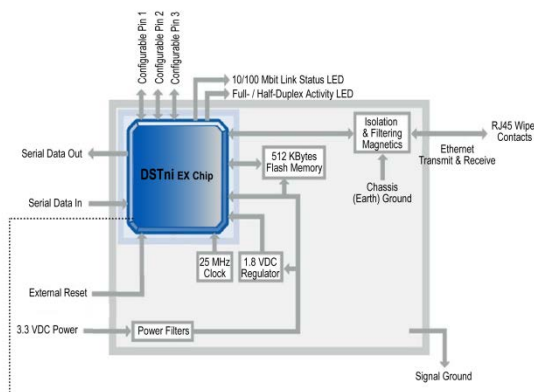 Configurable Pin 1
Configurable Pin 2
Configurable Pin 3
10/100 Mbit Link Status LED
Full- / Half-Duplex Activity LED
Isolation
& Filtering
Magnetics
RJ45 Wipe
Contacts
Ethernet
Transmit & Receive
Serial Data Out
DSTni EX Chip
512 KBytes
Flash Memory
Chassis
(Earth) Ground
Serial Data In
25 MHz
Clock
1.8 VDC
Regulator
External Reset
3.3 VDC Power
Power Filters
Signal Ground